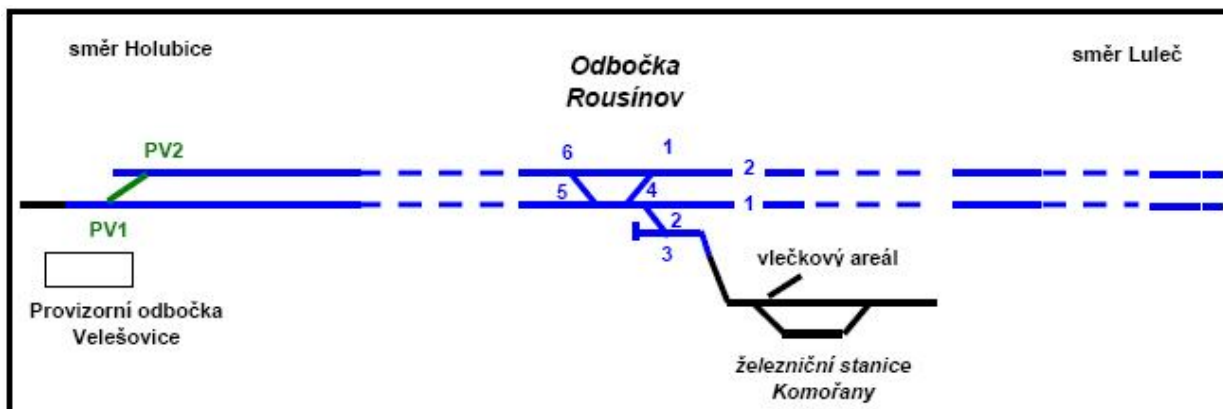 směr Holubice
Odbočka
Rousínov
směr Luleč
PV2
6
1
2
5
4
1
PV1
2
3
vlečkový areál
Provizorní odbočka
Velešovice
železniční stanice
Komořany